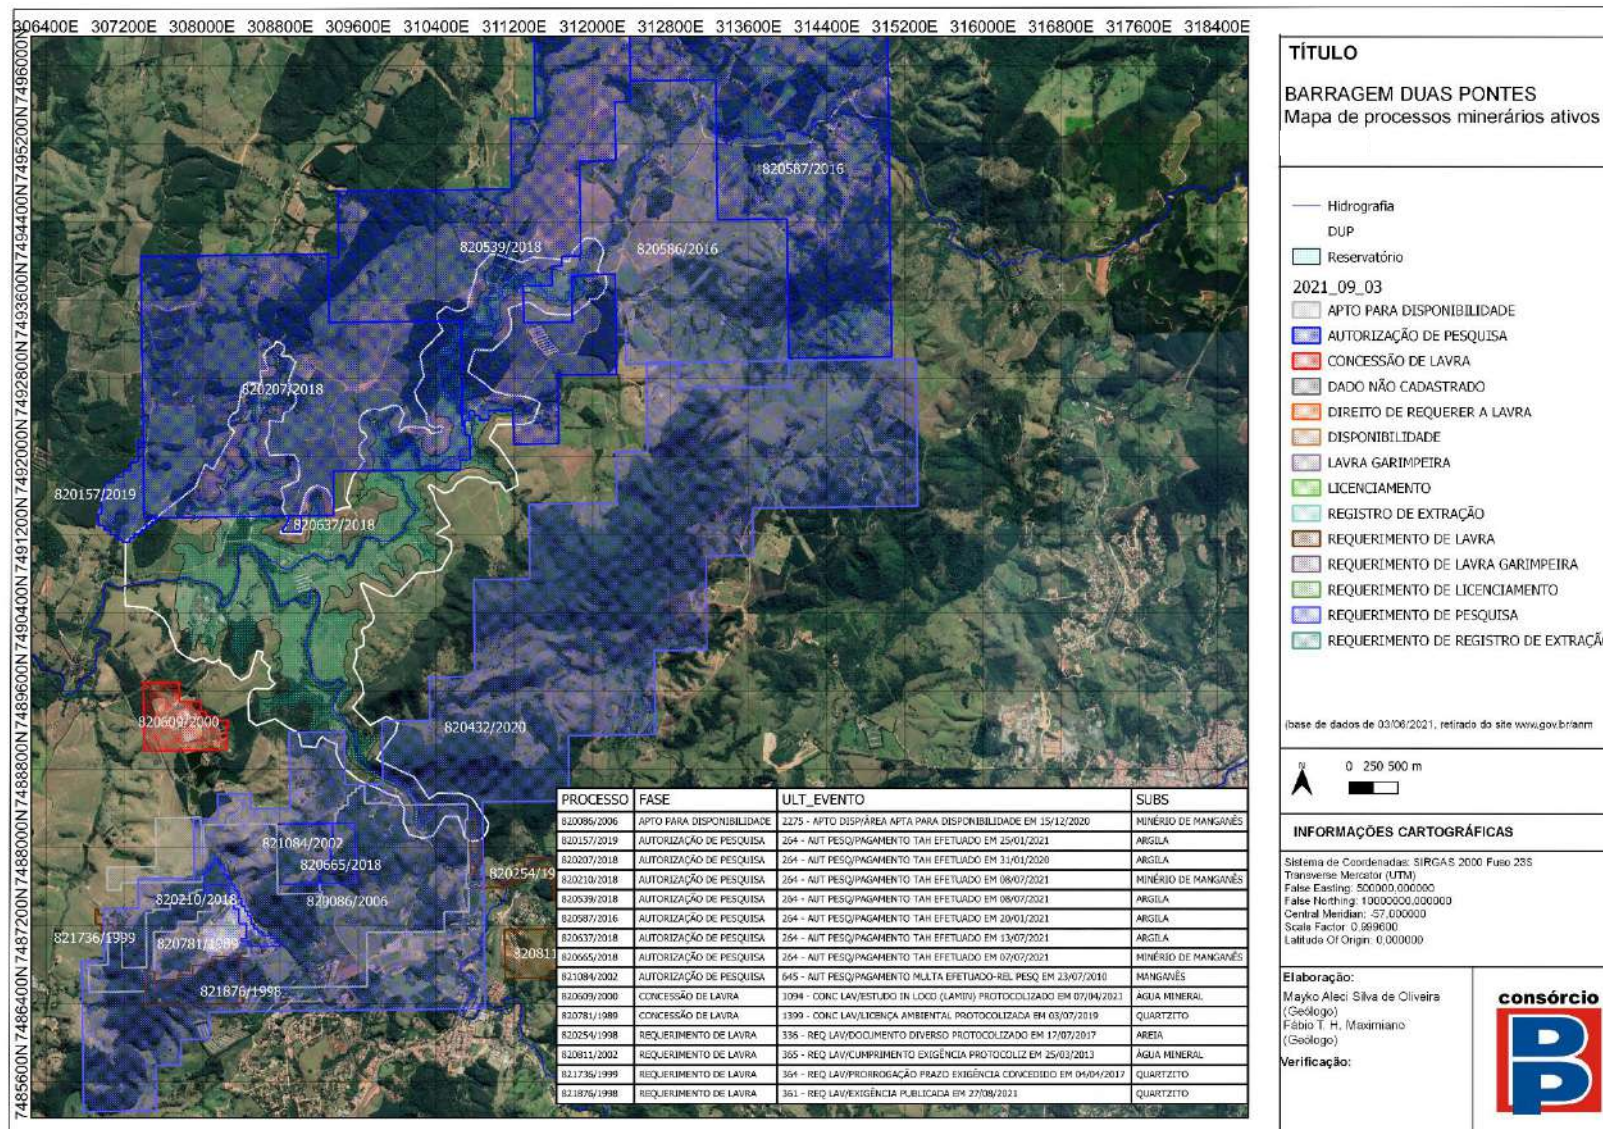 306400E 307200E 308000E 308800E 309600E 310400E 311200E 312000E 312800E 313600E 314400E 315200E 316000E 316800E 317600E 318400E
7496000N
7495200N
7494400N
7493600N
7492800N
7492000N
7491200N
7490400N
7489600N
7488800N
7488000N
7487200N
7486400N
7485600N
820587/2016
820539/2018
820586/2016
820207/2018
820157/2019
820637/2018
820609/2000
820432/2020
821084/2002
820665/2018
820254/19
820210/2018
820086/2006
821736/1999
820781/1989
820811
821876/1998
PROCESSO FASE ULT_EVENTO SUBS
820086/2006 APTO PARA DISPONIBILIDADE 2275 - APTO DISP/ÁREA APTA PARA DISPONIBILIDADE EM 15/12/2020 MINÉRIO DE MANGANÊS
820157/2019 AUTORIZAÇÃO DE PESQUISA 264 - AUT PESQ/PAGAMENTO TAH EFETUADO EM 25/01/2021 ARGILA
820207/2018 AUTORIZAÇÃO DE PESQUISA 264 - AUT PESQ/PAGAMENTO TAH EFETUADO EM 31/01/2020 ARGILA
820210/2018 AUTORIZAÇÃO DE PESQUISA 264 - AUT PESQ/PAGAMENTO TAH EFETUADO EM 08/07/2021 MINÉRIO DE MANGANÊS
820539/2018 AUTORIZAÇÃO DE PESQUISA 264 - AUT PESQ/PAGAMENTO TAH EFETUADO EM 08/07/2021 ARGILA
820587/2016 AUTORIZAÇÃO DE PESQUISA 264 - AUT PESQ/PAGAMENTO TAH EFETUADO EM 20/01/2021 ARGILA
820637/2018 AUTORIZAÇÃO DE PESQUISA 264 - AUT PESQ/PAGAMENTO TAH EFETUADO EM 13/07/2021 ARGILA
820665/2018 AUTORIZAÇÃO DE PESQUISA 264 - AUT PESQ/PAGAMENTO TAH EFETUADO EM 07/07/2021 MINÉRIO DE MANGANÊS
821084/2002 AUTORIZAÇÃO DE PESQUISA 645 - AUT PESQ/PAGAMENTO MULTA EFETUADO-REL PESQ EM 23/07/2010 MANGANÊS
820609/2000 CONCESSÃO DE LAVRA 1094 - CONC LAV/ESTUDO IN LOCO (LAMIN) PROTOCOLIZADO EM 07/04/2021 ÁGUA MINERAL
820781/1989 CONCESSÃO DE LAVRA 1399 - CONC LAV/LICENÇA AMBIENTAL PROTOCOLIZADA EM 03/07/2019 QUARTZITO
820254/1998 REQUERIMENTO DE LAVRA 336 - REQ LAV/DOCUMENTO DIVERSO PROTOCOLIZADO EM 17/07/2017 AREIA
820811/2002 REQUERIMENTO DE LAVRA 365 - REQ LAV/CUMPRIMENTO EXIGÊNCIA PROTOCOLIZ EM 25/03/2013 ÁGUA MINERAL
821736/1999 REQUERIMENTO DE LAVRA 364 - REQ LAV/PRORROGAÇÃO PRAZO EXIGÊNCIA CONCEDIDO EM 04/04/2017 QUARTZITO
821876/1998 REQUERIMENTO DE LAVRA 361 - REQ LAV/EXIGÊNCIA PUBLICADA EM 27/08/2021 QUARTZITO
TÍTULO
BARRAGEM DUAS PONTES
Mapa de processos minerários ativos
Hidrografia
DUP
Reservatório
2021_09_03
APTO PARA DISPONIBILIDADE
AUTORIZAÇÃO DE PESQUISA
CONCESSÃO DE LAVRA
DADO NÃO CADASTRADO
DIREITO DE REQUERER A LAVRA
DISPONIBILIDADE
LAVRA GARIMPEIRA
LICENCIAMENTO
REGISTRO DE EXTRAÇÃO
REQUERIMENTO DE LAVRA
REQUERIMENTO DE LAVRA GARIMPEIRA
REQUERIMENTO DE LICENCIAMENTO
REQUERIMENTO DE PESQUISA
REQUERIMENTO DE REGISTRO DE EXTRAÇÃ
(base de dados de 03/06/2021, retirado do site www.gov.br/anm
N
0 250 500 m
INFORMAÇÕES CARTOGRÁFICAS
Sistema de Coordenadas: SIRGAS 2000 Fuso 23S
Transverse Mercator (UTM)
False Easting: 500000,000000
False Northing: 10000000,000000
Central Meridian: -57,000000
Scale Factor: 0,999600
Latitude Of Origin: 0,000000
Elaboração:
Mayko Aleci Silva de Oliveira
(Geólogo)
Fábio T. H. Maximiano
(Geólogo)
Verificação:
consórcio
BP